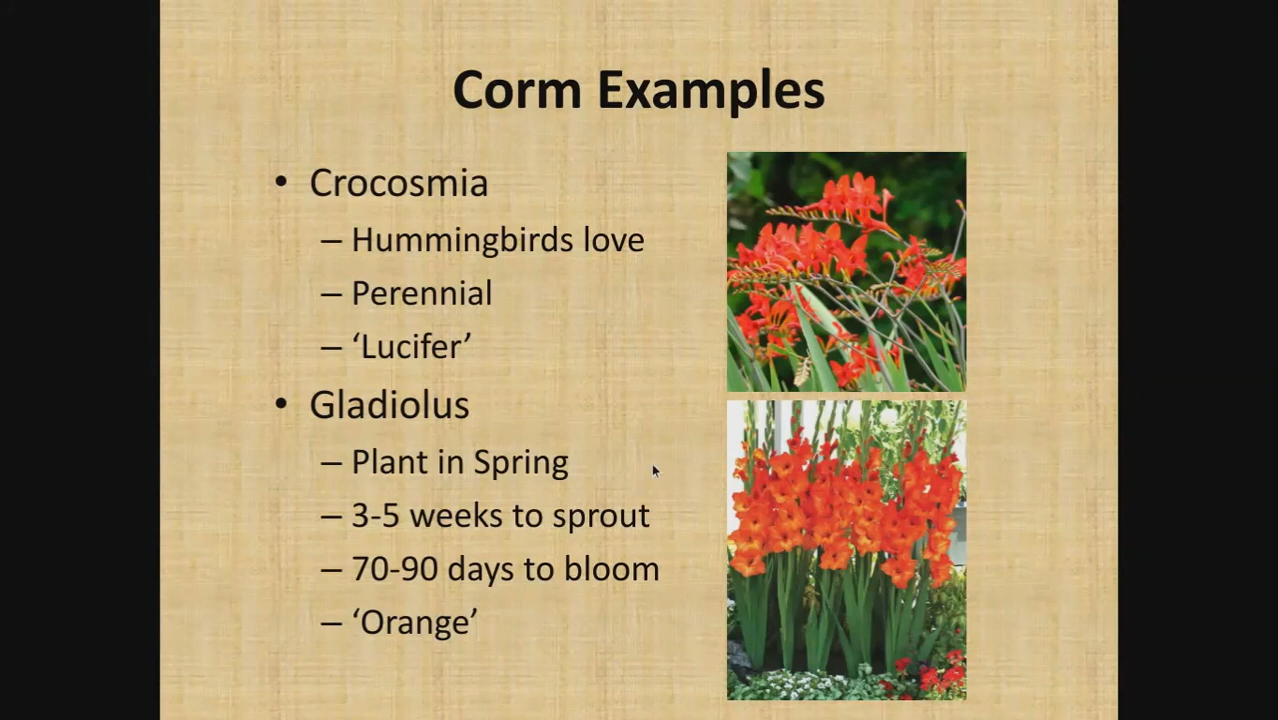 Corm Examples
• Crocosmia
– Hummingbirds love
– Perennial
– ‘Lucifer’
• Gladiolus
– Plant in Spring
– 3-5 weeks to sprout
– 70-90 days to bloom
– ‘Orange’